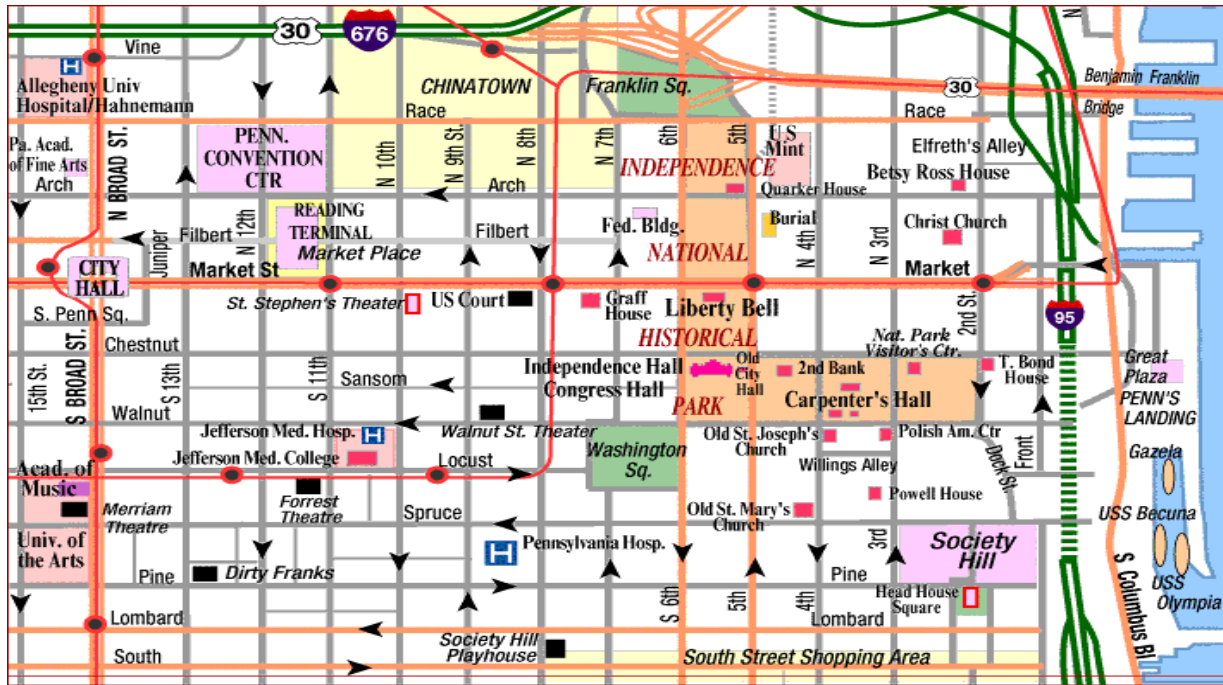 30
676
Vine
H
Allegheny Univ
Hospital/Hahnemann
CHINATOWN
Franklin Sq.
30
Benjamin Franklin
Bridge
N
Race
Race
Pa. Acad.
of Fine Arts
Arch
N BROAD ST.
PENN.
CONVENTION
CTR
N 10th
N 9th St.
N 8th
N 7th
6th
5th
U S
Mint
Elfreth's Alley
Betsy Ross House
INDEPENDENCE
Arch
Quarker House
N 12th
READING
TERMINAL
Market Place
Filbert
Filbert
Fed. Bldg.
Burial
N 4th
N 3rd
Christ Church
Juniper
NATIONAL
CITY
HALL
Market St
Market
S. Penn Sq.
St. Stephen's Theater
US Court
Graff
House
Liberty Bell
2nd St.
95
HISTORICAL
Chestnut
Nat. Park
Visitor's Ctr.
15th St.
S BROAD ST.
S 13th
S 11th
Sansom
Independence Hall
Congress Hall
Old
City
Hall
2nd Bank
T. Bond
House
Great
Plaza
PENN'S
LANDING
Carpenter's Hall
PARK
Walnut
Jefferson Med. Hosp.
H
Walnut St. Theater
Washington
Sq.
Old St. Joseph's
Church
Polish Am. Ctr
Jefferson Med. College
Locust
Willings Alley
Dock St.
Front
Gazela
Acad. of
Music
Merriam
Theatre
Forrest
Theatre
Spruce
Powell House
Old St. Mary's
Church
USS Becuna
Univ. of
the Arts
H
Pennsylvania Hosp.
3rd
Society
Hill
Pine
Dirty Franks
Pine
USS
Olympia
S 6th
5th
4th
Head House
Square
S Columbus Bl
Lombard
Lombard
Society Hill
Playhouse
South
South Street Shopping Area